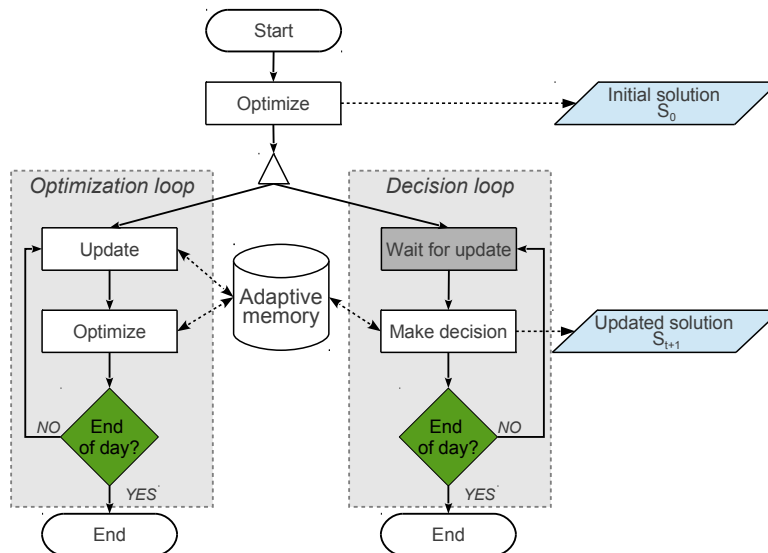 Start
Optimize
Initial solution
S0
Optimization loop
Decision loop
Update
Wait for update
Adaptive
memory
Optimize
Make decision
Updated solution
St+1
End
of day?
NO
YES
End
of day?
NO
YES
End
End